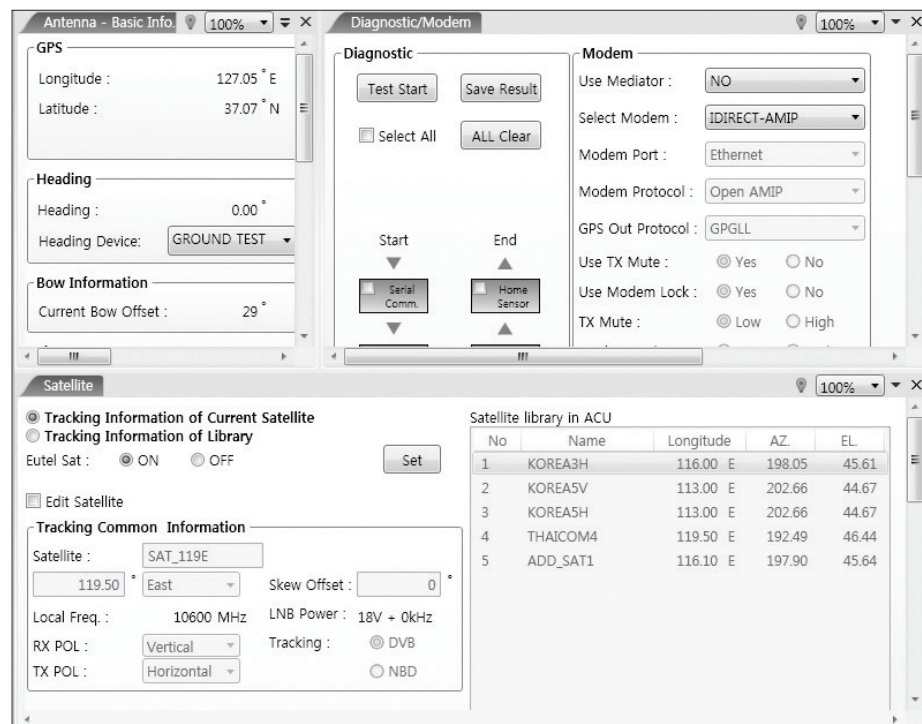 Antenna - Basic Info. 100%
GPS
Longitude : 127.05 ° E
Latitude : 37.07 ° N
Heading
Heading : 0.00 °
Heading Device: GROUND TEST
Bow Information
Current Bow Offset : 29 °
Diagnostic/Modem 100%
Diagnostic
Test Start Save Result
Select All ALL Clear
Start End
Serial Comm. Home Sensor
Modem
Use Mediator : NO
Select Modem : IDIRECT-AMIP
Modem Port : Ethernet
Modem Protocol : Open AMIP
GPS Out Protocol : GPGLL
Use TX Mute : Yes No
Use Modem Lock : Yes No
TX Mute : Low High
Satellite 100%
Tracking Information of Current Satellite
Tracking Information of Library
Eutel Sat : ON OFF Set
Edit Satellite
Tracking Common Information
Satellite : SAT_119E
119.50 ° East Skew Offset : 0 °
Local Freq. : 10600 MHz LNB Power : 18V + 0kHz
RX POL : Vertical Tracking : DVB
TX POL : Horizontal NBD
Satellite library in ACU
No Name Longitude AZ. EL.
1 KOREA3H 116.00 E 198.05 45.61
2 KOREA5V 113.00 E 202.66 44.67
3 KOREA5H 113.00 E 202.66 44.67
4 THAICOM4 119.50 E 192.49 46.44
5 ADD_SAT1 116.10 E 197.90 45.64